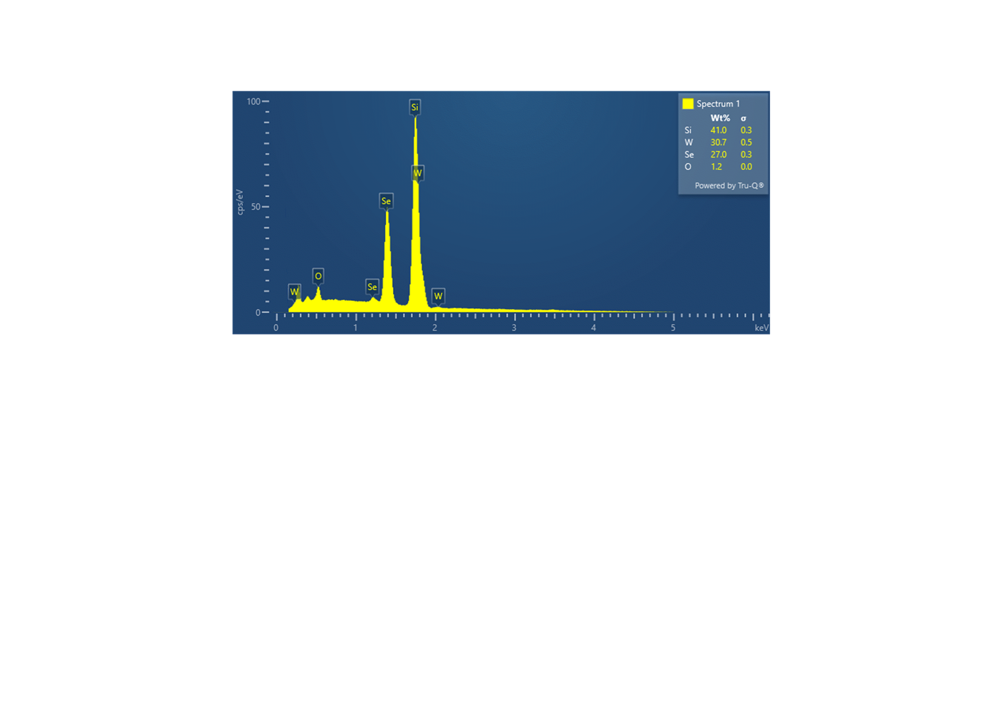 100
50
0
cps/eV
Si
W
Se
O
W
Se
W
0 1 2 3 4 5 keV
Spectrum 1
Wt% σ
Si 41.0 0.3
W 30.7 0.5
Se 27.0 0.3
O 1.2 0.0
Powered by Tru-Q®